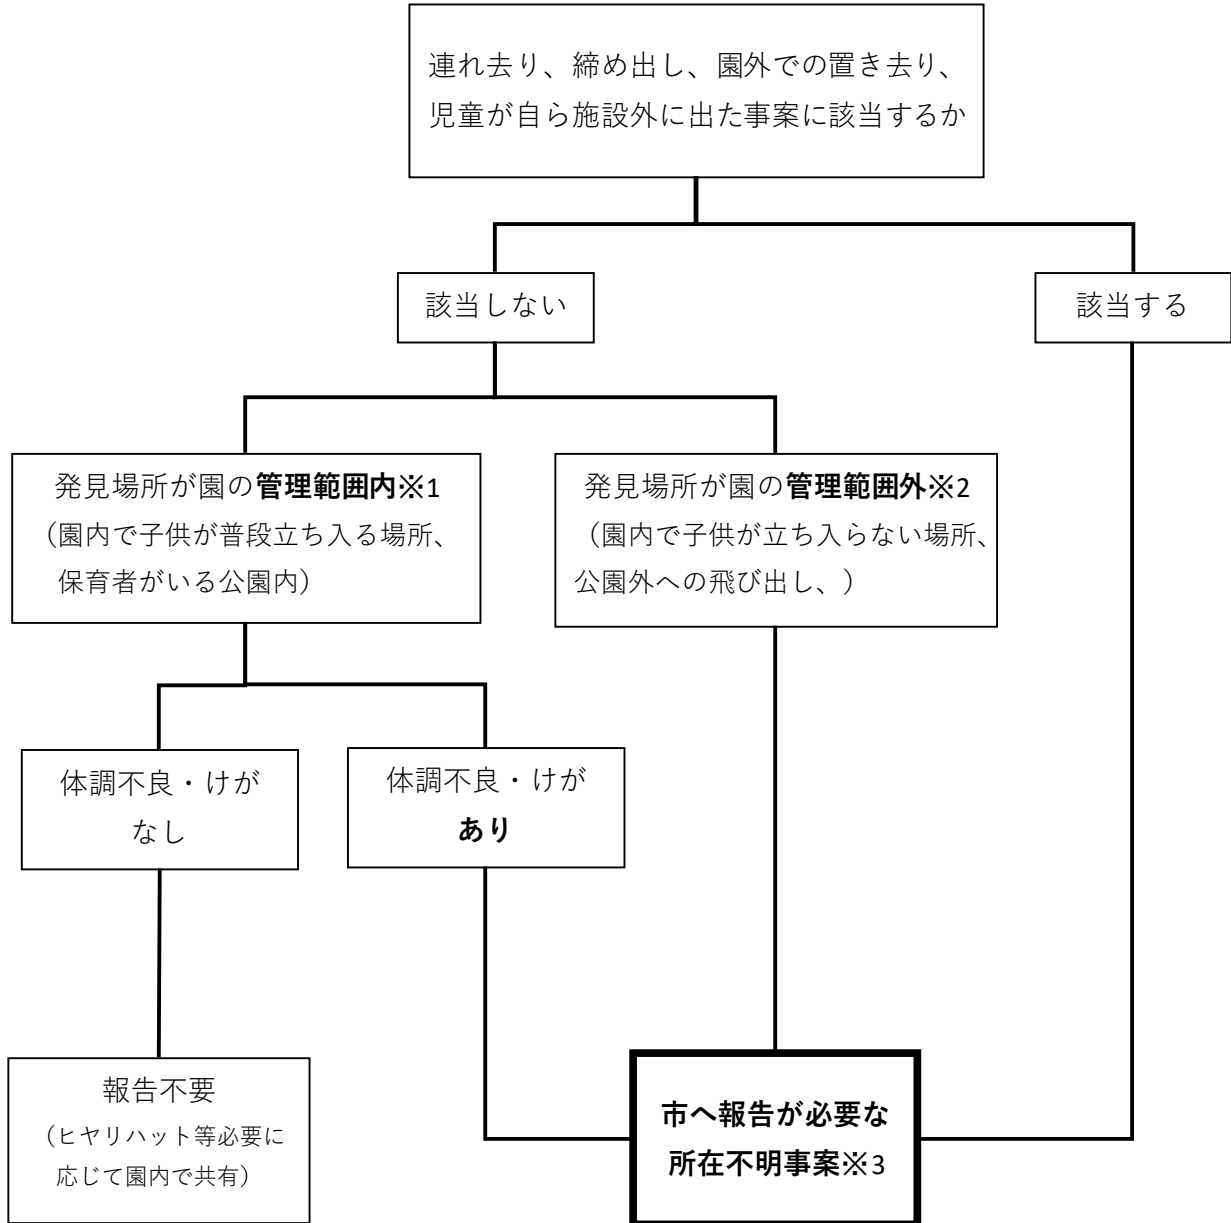 連れ去り、締め出し、園外での置き去り、
児童が自ら施設外に出た事案に該当するか
該当しない
該当する
発見場所が園の管理範囲内※1
（園内で子供が普段立ち入る場所、
保育者がいる公園内）
発見場所が園の管理範囲外※2
（園内で子供が立ち入らない場所、
公園外への飛び出し、）
体調不良・けが
なし
体調不良・けが
あり
報告不要
（ヒヤリハット等必要に
応じて園内で共有）
市へ報告が必要な
所在不明事案※3